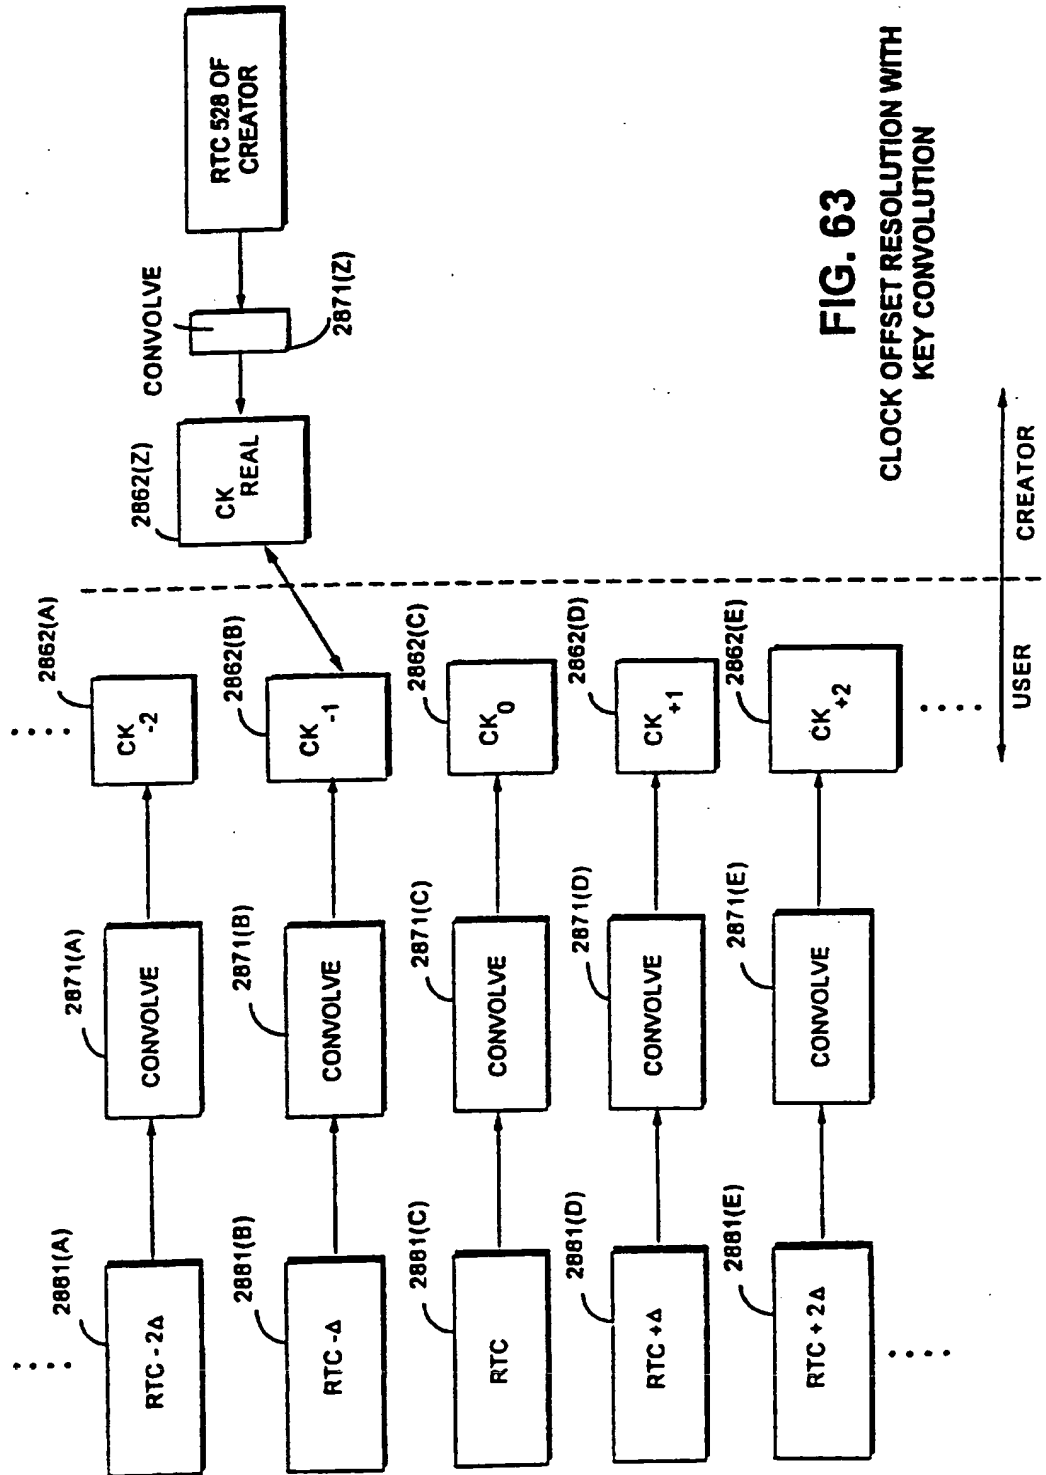 2881(A)
RTC - 2Δ
2871(A)
CONVOLVE
2862(A)
CK -2
2881(B)
RTC -Δ
2871(B)
CONVOLVE
2862(B)
CK -1
2881(C)
RTC
2871(C)
CONVOLVE
2862(C)
CK 0
2881(D)
RTC +Δ
2871(D)
CONVOLVE
2862(D)
CK +1
2881(E)
RTC + 2Δ
2871(E)
CONVOLVE
2862(E)
CK +2
2862(Z)
CK REAL
CONVOLVE
2871(Z)
RTC 528 OF
CREATOR
USER
CREATOR
FIG. 63
CLOCK OFFSET RESOLUTION WITH
KEY CONVOLUTION